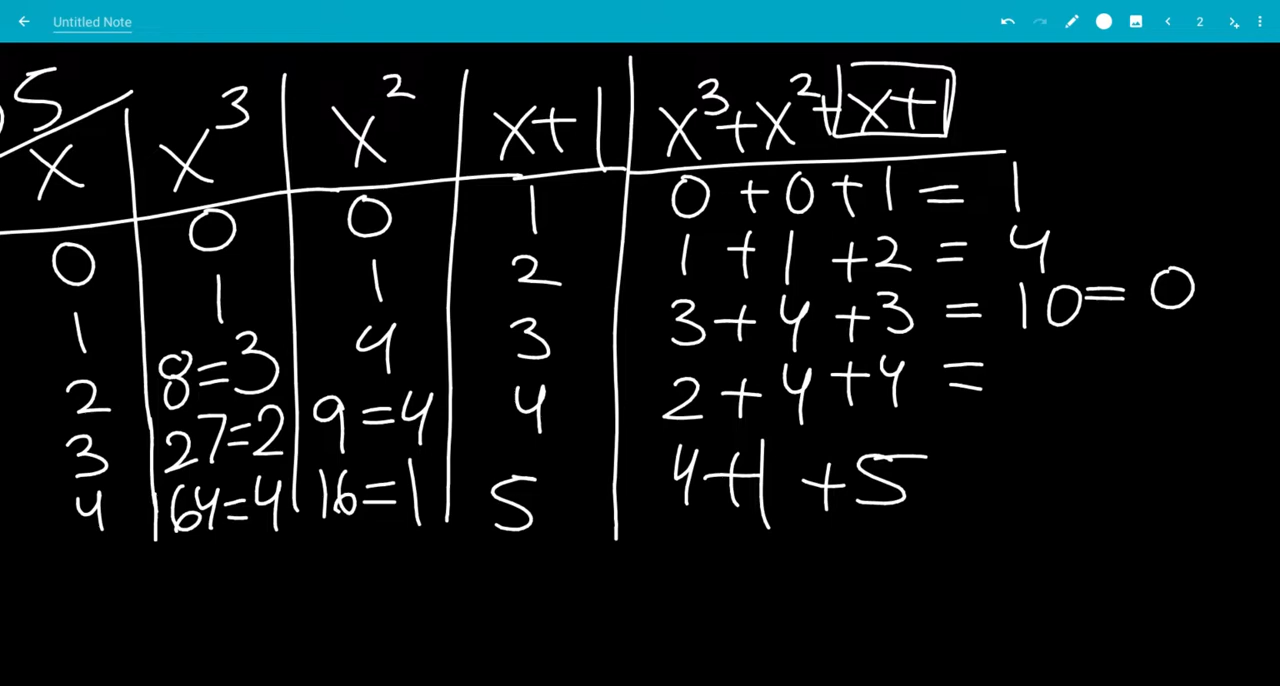 Untitled Note
2
5
x x³ x² x+1 x³+x²+x+1
0 0 0 1 0+0+1=1
1 1 1 2 1+1+2=4
2 8=3 4 3 3+4+3=10=0
3 27=2 9=4 4 2+4+4=
4 64=4 16=1 5 4+1+5